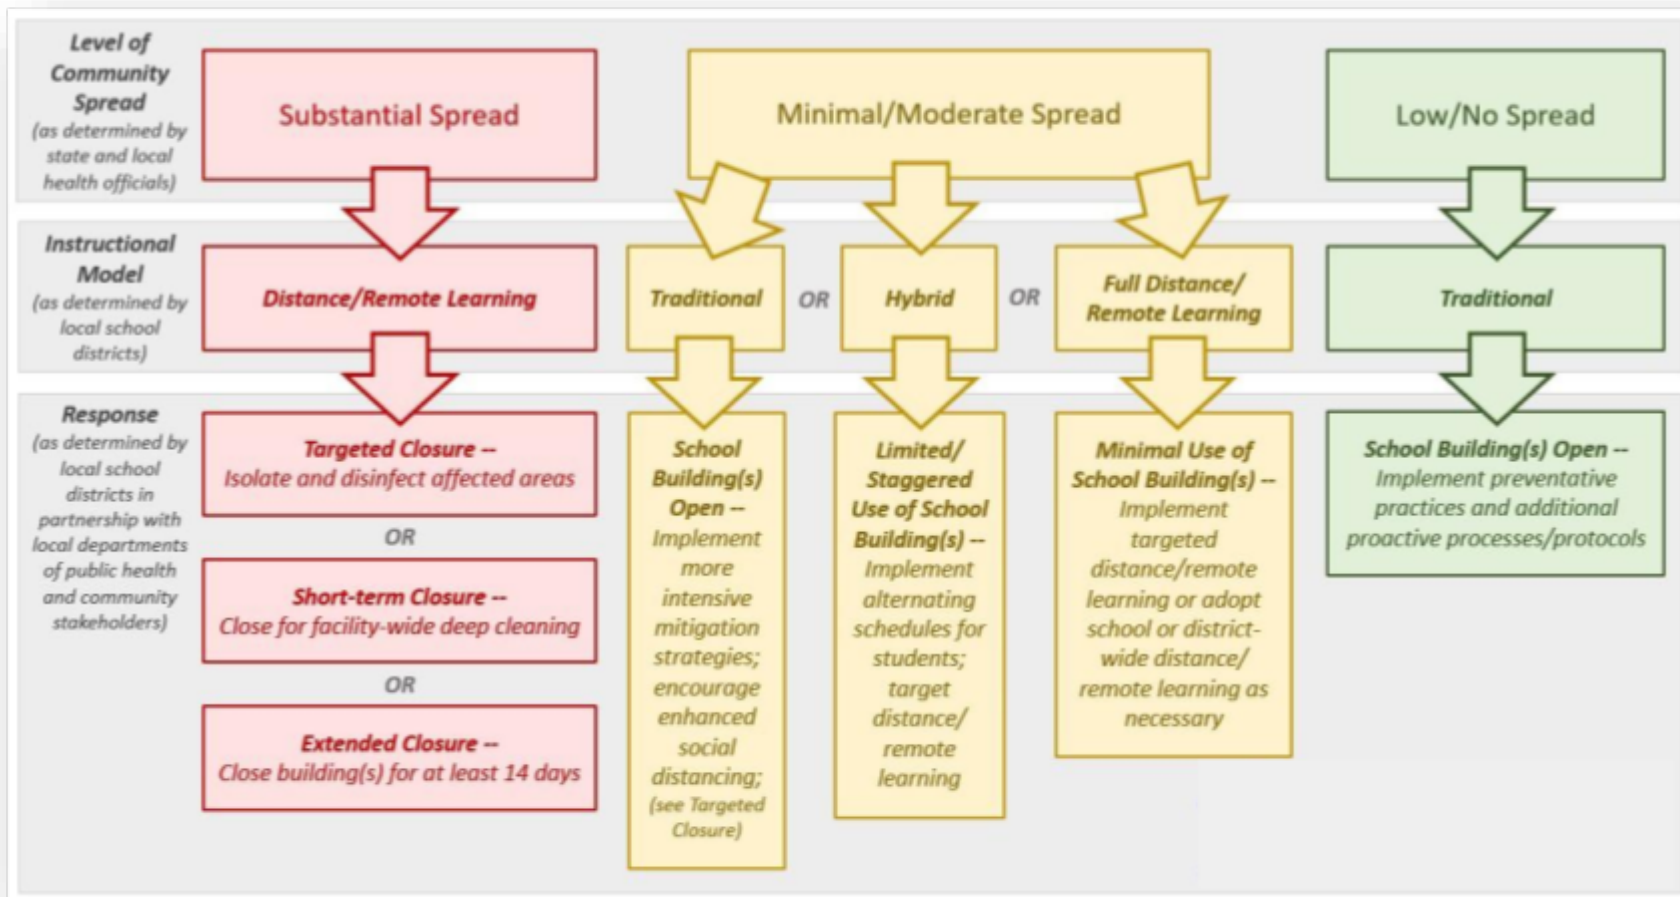 Level of
Community
Spread
(as determined by
state and local
health officials)
Substantial Spread
Minimal/Moderate Spread
Low/No Spread
Instructional
Model
(as determined by
local school
districts)
Distance/Remote Learning
Traditional
OR
Hybrid
OR
Full Distance/
Remote Learning
Traditional
Response
(as determined by
local school
districts in
partnership with
local departments
of public health
and community
stakeholders)
Targeted Closure --
Isolate and disinfect affected areas
OR
Short-term Closure --
Close for facility-wide deep cleaning
OR
Extended Closure --
Close building(s) for at least 14 days
School
Building(s)
Open --
Implement
more
intensive
mitigation
strategies;
encourage
enhanced
social
distancing;
(see Targeted
Closure)
Limited/
Staggered
Use of School
Building(s) --
Implement
alternating
schedules for
students;
target
distance/
remote
learning
Minimal Use of
School Building(s) --
Implement
targeted
distance/remote
learning or adopt
school or district-
wide distance/
remote learning as
necessary
School Building(s) Open --
Implement preventative
practices and additional
proactive processes/protocols